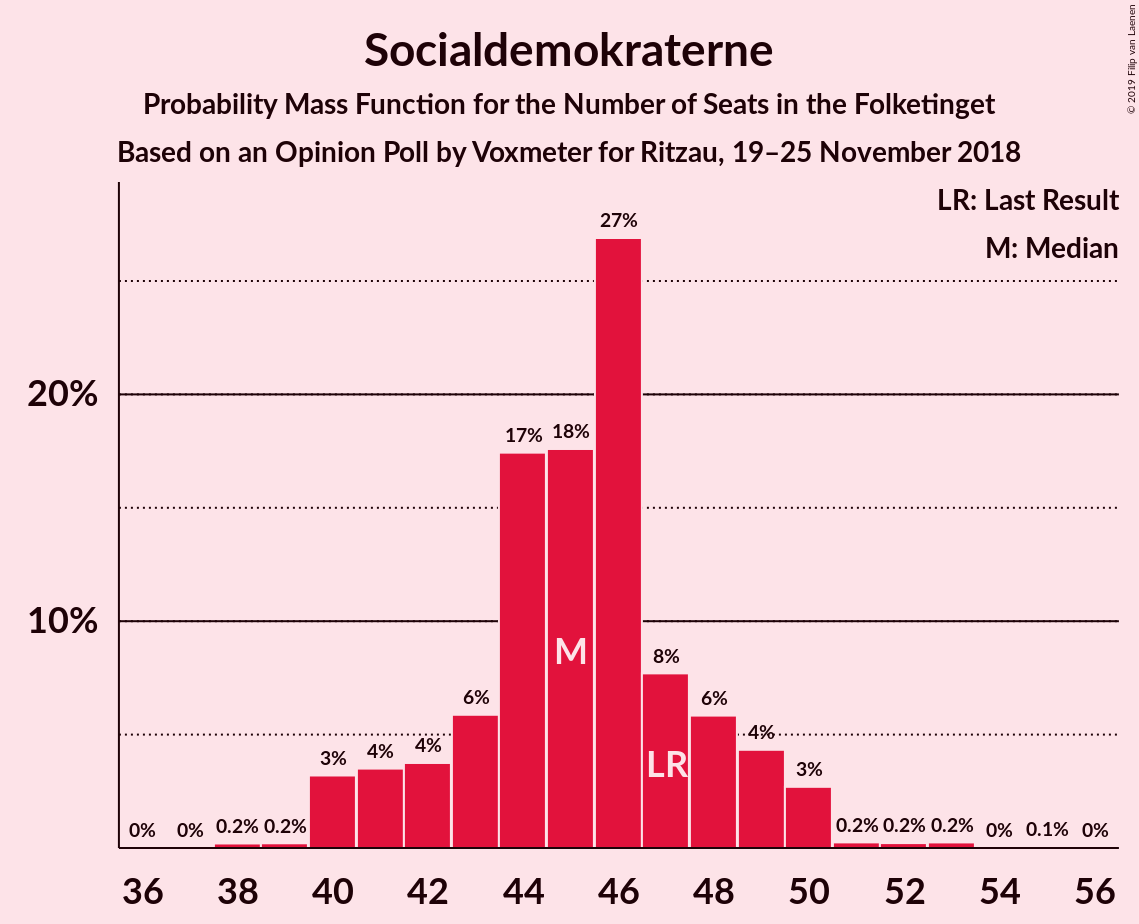 Socialdemokraterne
Probability Mass Function for the Number of Seats in the Folketinget
Based on an Opinion Poll by Voxmeter for Ritzau, 19–25 November 2018
© 2019 Filip van Laenen
LR: Last Result
M: Median
20%
10%
0%
0%
0.2%
0.2%
3%
4%
4%
6%
17%
18%
27%
8%
6%
4%
3%
0.2%
0.2%
0.2%
0%
0.1%
0%
M
LR
36 38 40 42 44 46 48 50 52 54 56